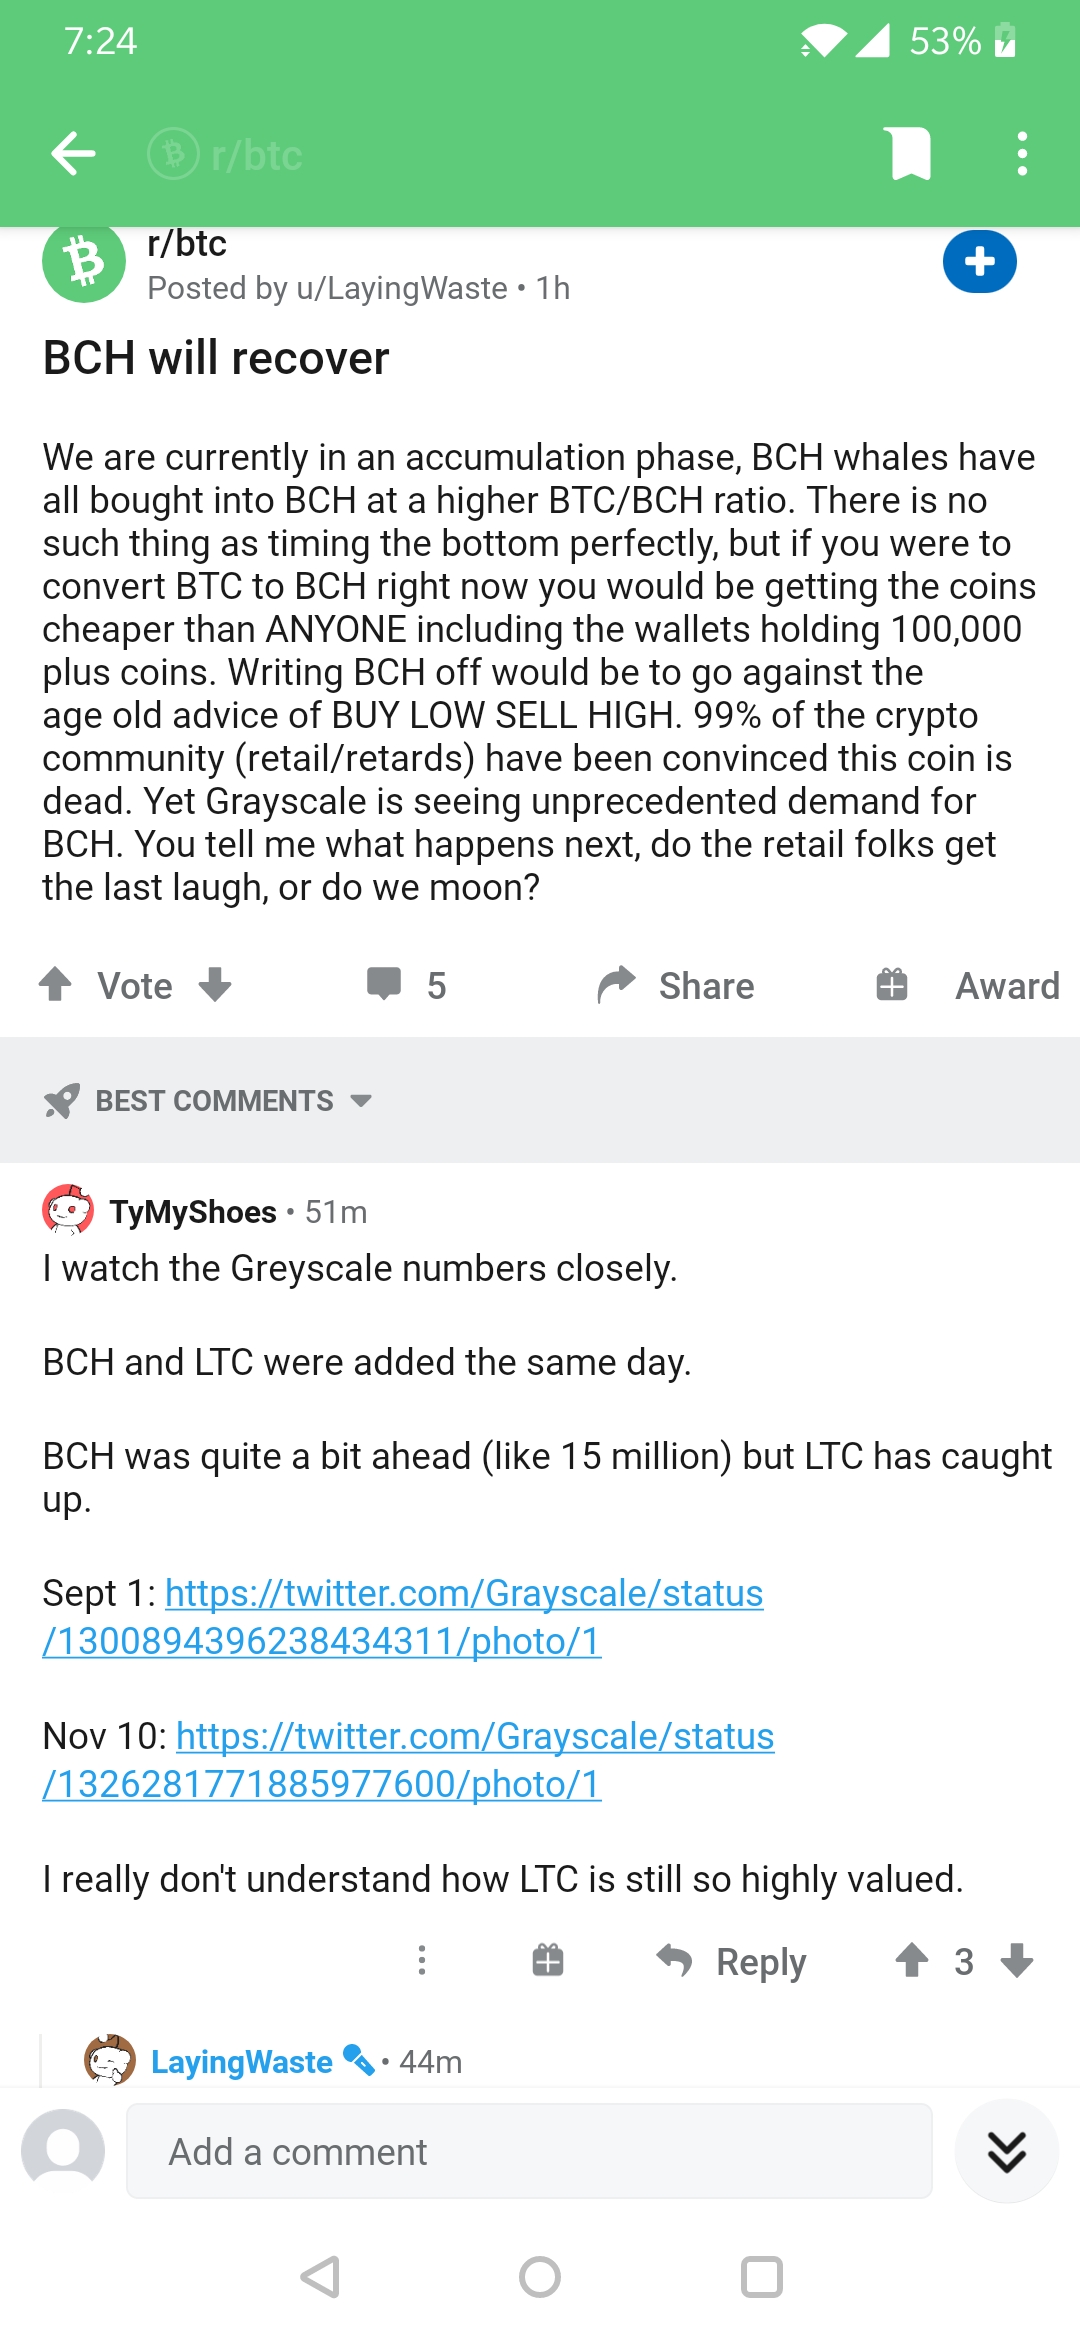 7:24
53%
r/btc
r/btc
Posted by u/LayingWaste • 1h
BCH will recover
We are currently in an accumulation phase, BCH whales have
all bought into BCH at a higher BTC/BCH ratio. There is no
such thing as timing the bottom perfectly, but if you were to
convert BTC to BCH right now you would be getting the coins
cheaper than ANYONE including the wallets holding 100,000
plus coins. Writing BCH off would be to go against the
age old advice of BUY LOW SELL HIGH. 99% of the crypto
community (retail/retards) have been convinced this coin is
dead. Yet Grayscale is seeing unprecedented demand for
BCH. You tell me what happens next, do the retail folks get
the last laugh, or do we moon?
Vote
5
Share
Award
BEST COMMENTS
TyMyShoes • 51m
I watch the Greyscale numbers closely.
BCH and LTC were added the same day.
BCH was quite a bit ahead (like 15 million) but LTC has caught
up.
Sept 1: https://twitter.com/Grayscale/status
/1300894396238434311/photo/1
Nov 10: https://twitter.com/Grayscale/status
/1326281771885977600/photo/1
I really don't understand how LTC is still so highly valued.
Reply
3
LayingWaste • 44m
Add a comment